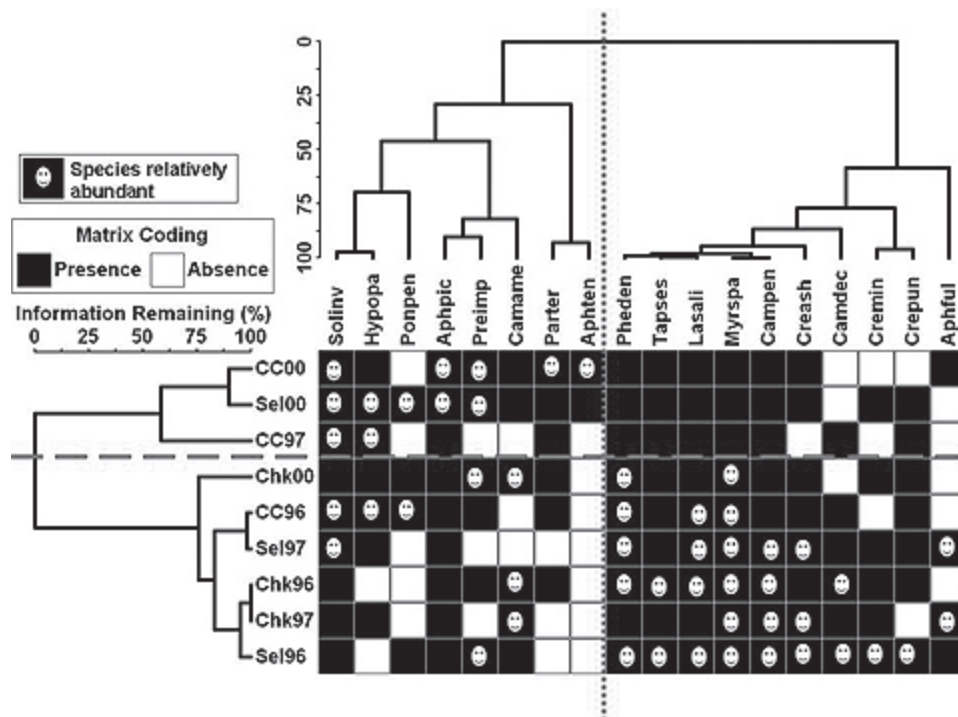 0
25
50
75
100
Species relatively
abundant
Matrix Coding
Presence Absence
Information Remaining (%)
0 25 50 75 100
Solinv
Hypopa
Ponpen
Aphpic
Preimp
Camame
Parter
Aphten
Pheden
Tapses
Lasali
Myrspa
Campen
Creash
Camdec
Cremin
Crepun
Aphful
CC00
Sel00
CC97
Chk00
CC96
Sel97
Chk96
Chk97
Sel96